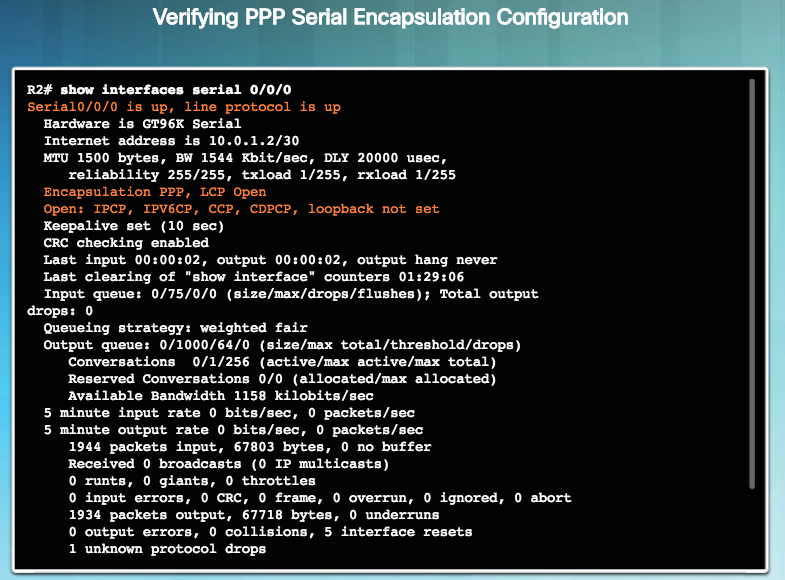 Verifying PPP Serial Encapsulation Configuration
R2# show interfaces serial 0/0/0
Serial0/0/0 is up, line protocol is up
Hardware is GT96K Serial
Internet address is 10.0.1.2/30
MTU 1500 bytes, BW 1544 Kbit/sec, DLY 20000 usec,
reliability 255/255, txload 1/255, rxload 1/255
Encapsulation PPP, LCP Open
Open: IPCP, IPV6CP, CCP, CDPCP, loopback not set
Keepalive set (10 sec)
CRC checking enabled
Last input 00:00:02, output 00:00:02, output hang never
Last clearing of "show interface" counters 01:29:06
Input queue: 0/75/0/0 (size/max/drops/flushes); Total output
drops: 0
Queueing strategy: weighted fair
Output queue: 0/1000/64/0 (size/max total/threshold/drops)
Conversations  0/1/256 (active/max active/max total)
Reserved Conversations 0/0 (allocated/max allocated)
Available Bandwidth 1158 kilobits/sec
5 minute input rate 0 bits/sec, 0 packets/sec
5 minute output rate 0 bits/sec, 0 packets/sec
1944 packets input, 67803 bytes, 0 no buffer
Received 0 broadcasts (0 IP multicasts)
0 runts, 0 giants, 0 throttles
0 input errors, 0 CRC, 0 frame, 0 overrun, 0 ignored, 0 abort
1934 packets output, 67718 bytes, 0 underruns
0 output errors, 0 collisions, 5 interface resets
1 unknown protocol drops